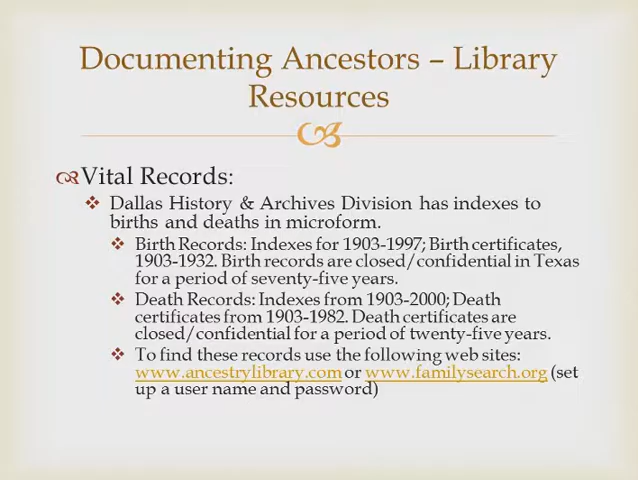 Documenting Ancestors – Library
Resources
Vital Records:
Dallas History & Archives Division has indexes to
births and deaths in microform.
Birth Records: Indexes for 1903-1997; Birth certificates,
1903-1932. Birth records are closed/confidential in Texas
for a period of seventy-five years.
Death Records: Indexes from 1903-2000; Death
certificates from 1903-1982. Death certificates are
closed/confidential for a period of twenty-five years.
To find these records use the following web sites:
www.ancestrylibrary.com or www.familysearch.org (set
up a user name and password)